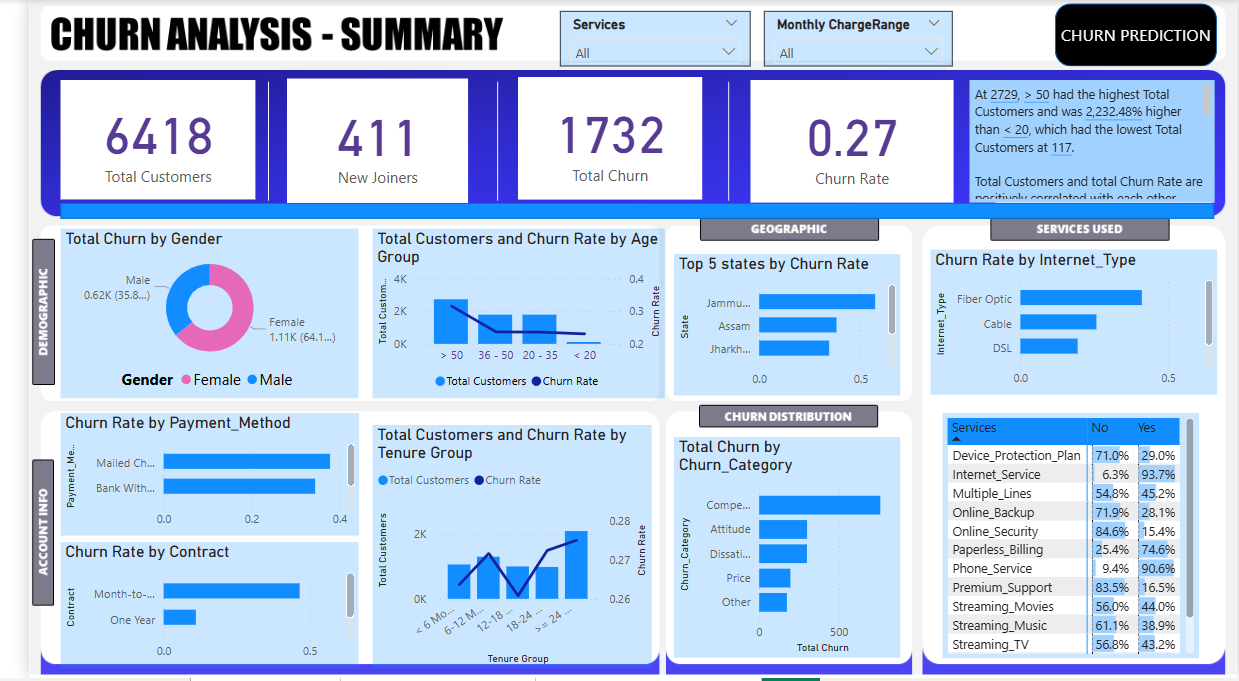 CHURN ANALYSIS - SUMMARY
Services
All
Monthly ChargeRange
All
CHURN PREDICTION
6418
Total Customers
411
New Joiners
1732
Total Churn
0.27
Churn Rate
At 2729, > 50 had the highest Total
Customers and was 2,232.48% higher
than < 20, which had the lowest Total
Customers at 117.
Total Customers and total Churn Rate are
positively correlated with each other
DEMOGRAPHIC
Total Churn by Gender
Male
0.62K (35.8...)
Female
1.11K (64.1...)
Gender Female Male
Total Customers and Churn Rate by Age
Group
Total Custom...
4K
2K
0K
0.4
0.3
0.2
Churn Rate
> 50 36 - 50 20 - 35 < 20
Total Customers Churn Rate
GEOGRAPHIC
Top 5 states by Churn Rate
State
Jammu...
Assam
Jharkh...
0.0 0.5
SERVICES USED
Churn Rate by Internet_Type
Internet_Type
Fiber Optic
Cable
DSL
0.0 0.5
ACCOUNT INFO
Churn Rate by Payment_Method
Payment_Me...
Mailed Ch...
Bank With...
0.0 0.2 0.4
Churn Rate by Contract
Contract
Month-to-...
One Year
0.0 0.5
Total Customers and Churn Rate by
Tenure Group
Total Customers Churn Rate
Total Customers
2K
0K
0.28
0.27
0.26
Churn Rate
< 6 Mo... 6-12 M... 12-18 ... 18-24 ... >= 24 ...
Tenure Group
CHURN DISTRIBUTION
Total Churn by
Churn_Category
Churn_Category
Compe...
Attitude
Dissati...
Price
Other
0 500
Total Churn
Services No Yes
Device_Protection_Plan 71.0% 29.0%
Internet_Service 6.3% 93.7%
Multiple_Lines 54.8% 45.2%
Online_Backup 71.9% 28.1%
Online_Security 84.6% 15.4%
Paperless_Billing 25.4% 74.6%
Phone_Service 9.4% 90.6%
Premium_Support 83.5% 16.5%
Streaming_Movies 56.0% 44.0%
Streaming_Music 61.1% 38.9%
Streaming_TV 56.8% 43.2%